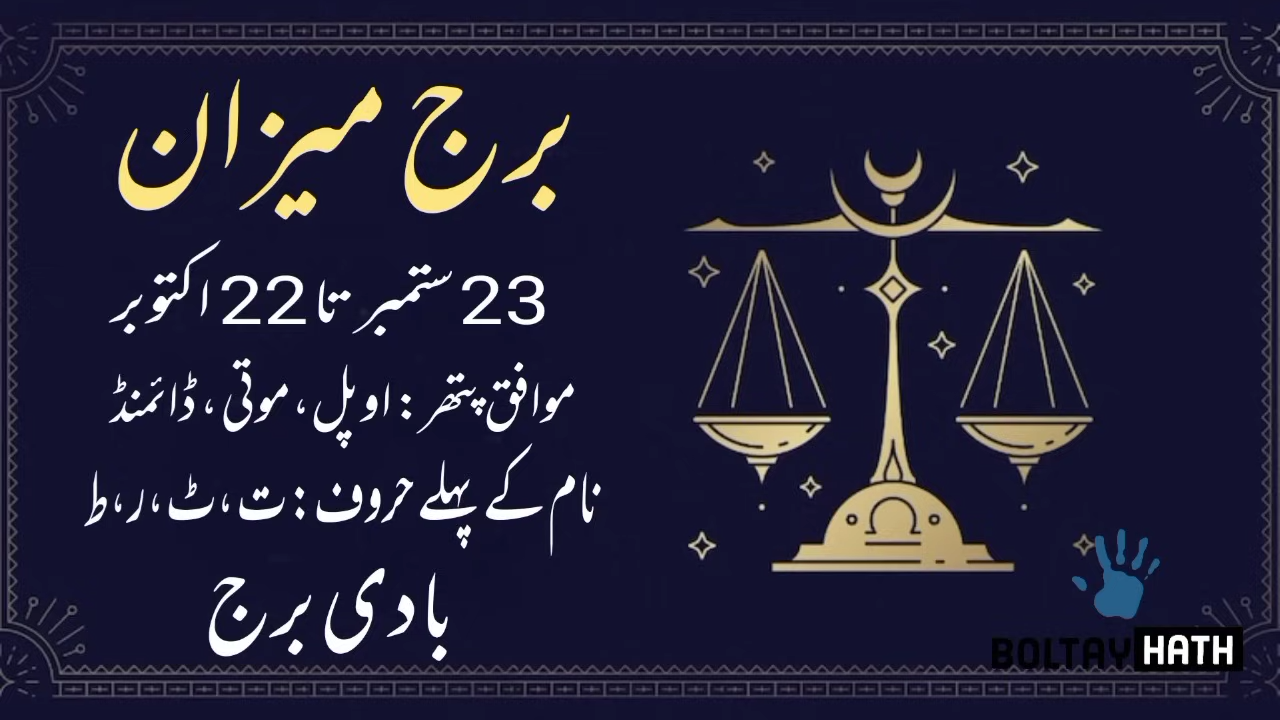 برج میزان
23 ستمبر تا 22 اکتوبر
موافق پتھر : اوپل، موتی، ڈائمنڈ
نام کے پہلے حروف : ت، ٹ، ر، ط
بادی برج
BOLTAY HATH